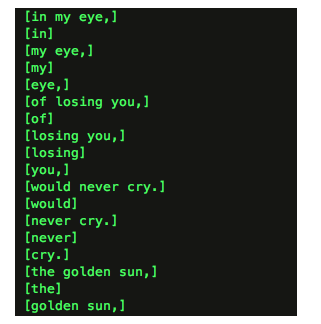 [in my eye,]
[in]
[my eye,]
[my]
[eye,]
[of losing you,]
[of]
[losing you,]
[losing]
[you,]
[would never cry.]
[would]
[never cry.]
[never]
[cry.]
[the golden sun,]
[the]
[golden sun,]